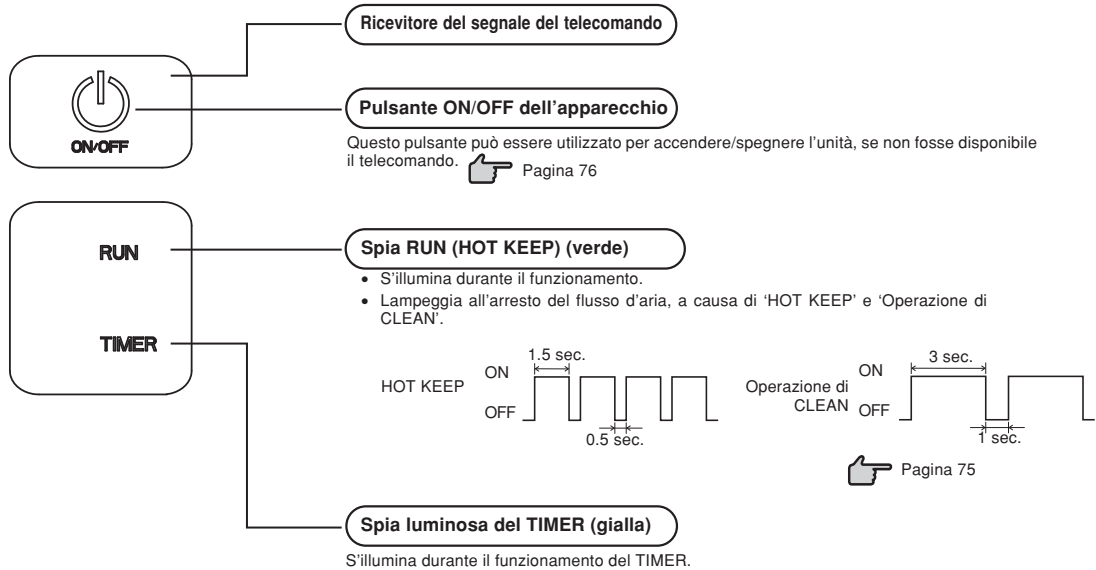 Ricevitore del segnale del telecomando
ON/OFF
Pulsante ON/OFF dell'apparecchio
Questo pulsante può essere utilizzato per accendere/spegnere l'unità, se non fosse disponibile
il telecomando. Pagina 76
RUN
TIMER
Spia RUN (HOT KEEP) (verde)
• S'illumina durante il funzionamento.
• Lampeggia all'arresto del flusso d'aria, a causa di 'HOT KEEP' e 'Operazione di
CLEAN'.
HOT KEEP
ON
OFF
1.5 sec.
0.5 sec.
Operazione di
CLEAN
ON
OFF
3 sec.
1 sec.
Pagina 75
Spia luminosa del TIMER (gialla)
S'illumina durante il funzionamento del TIMER.